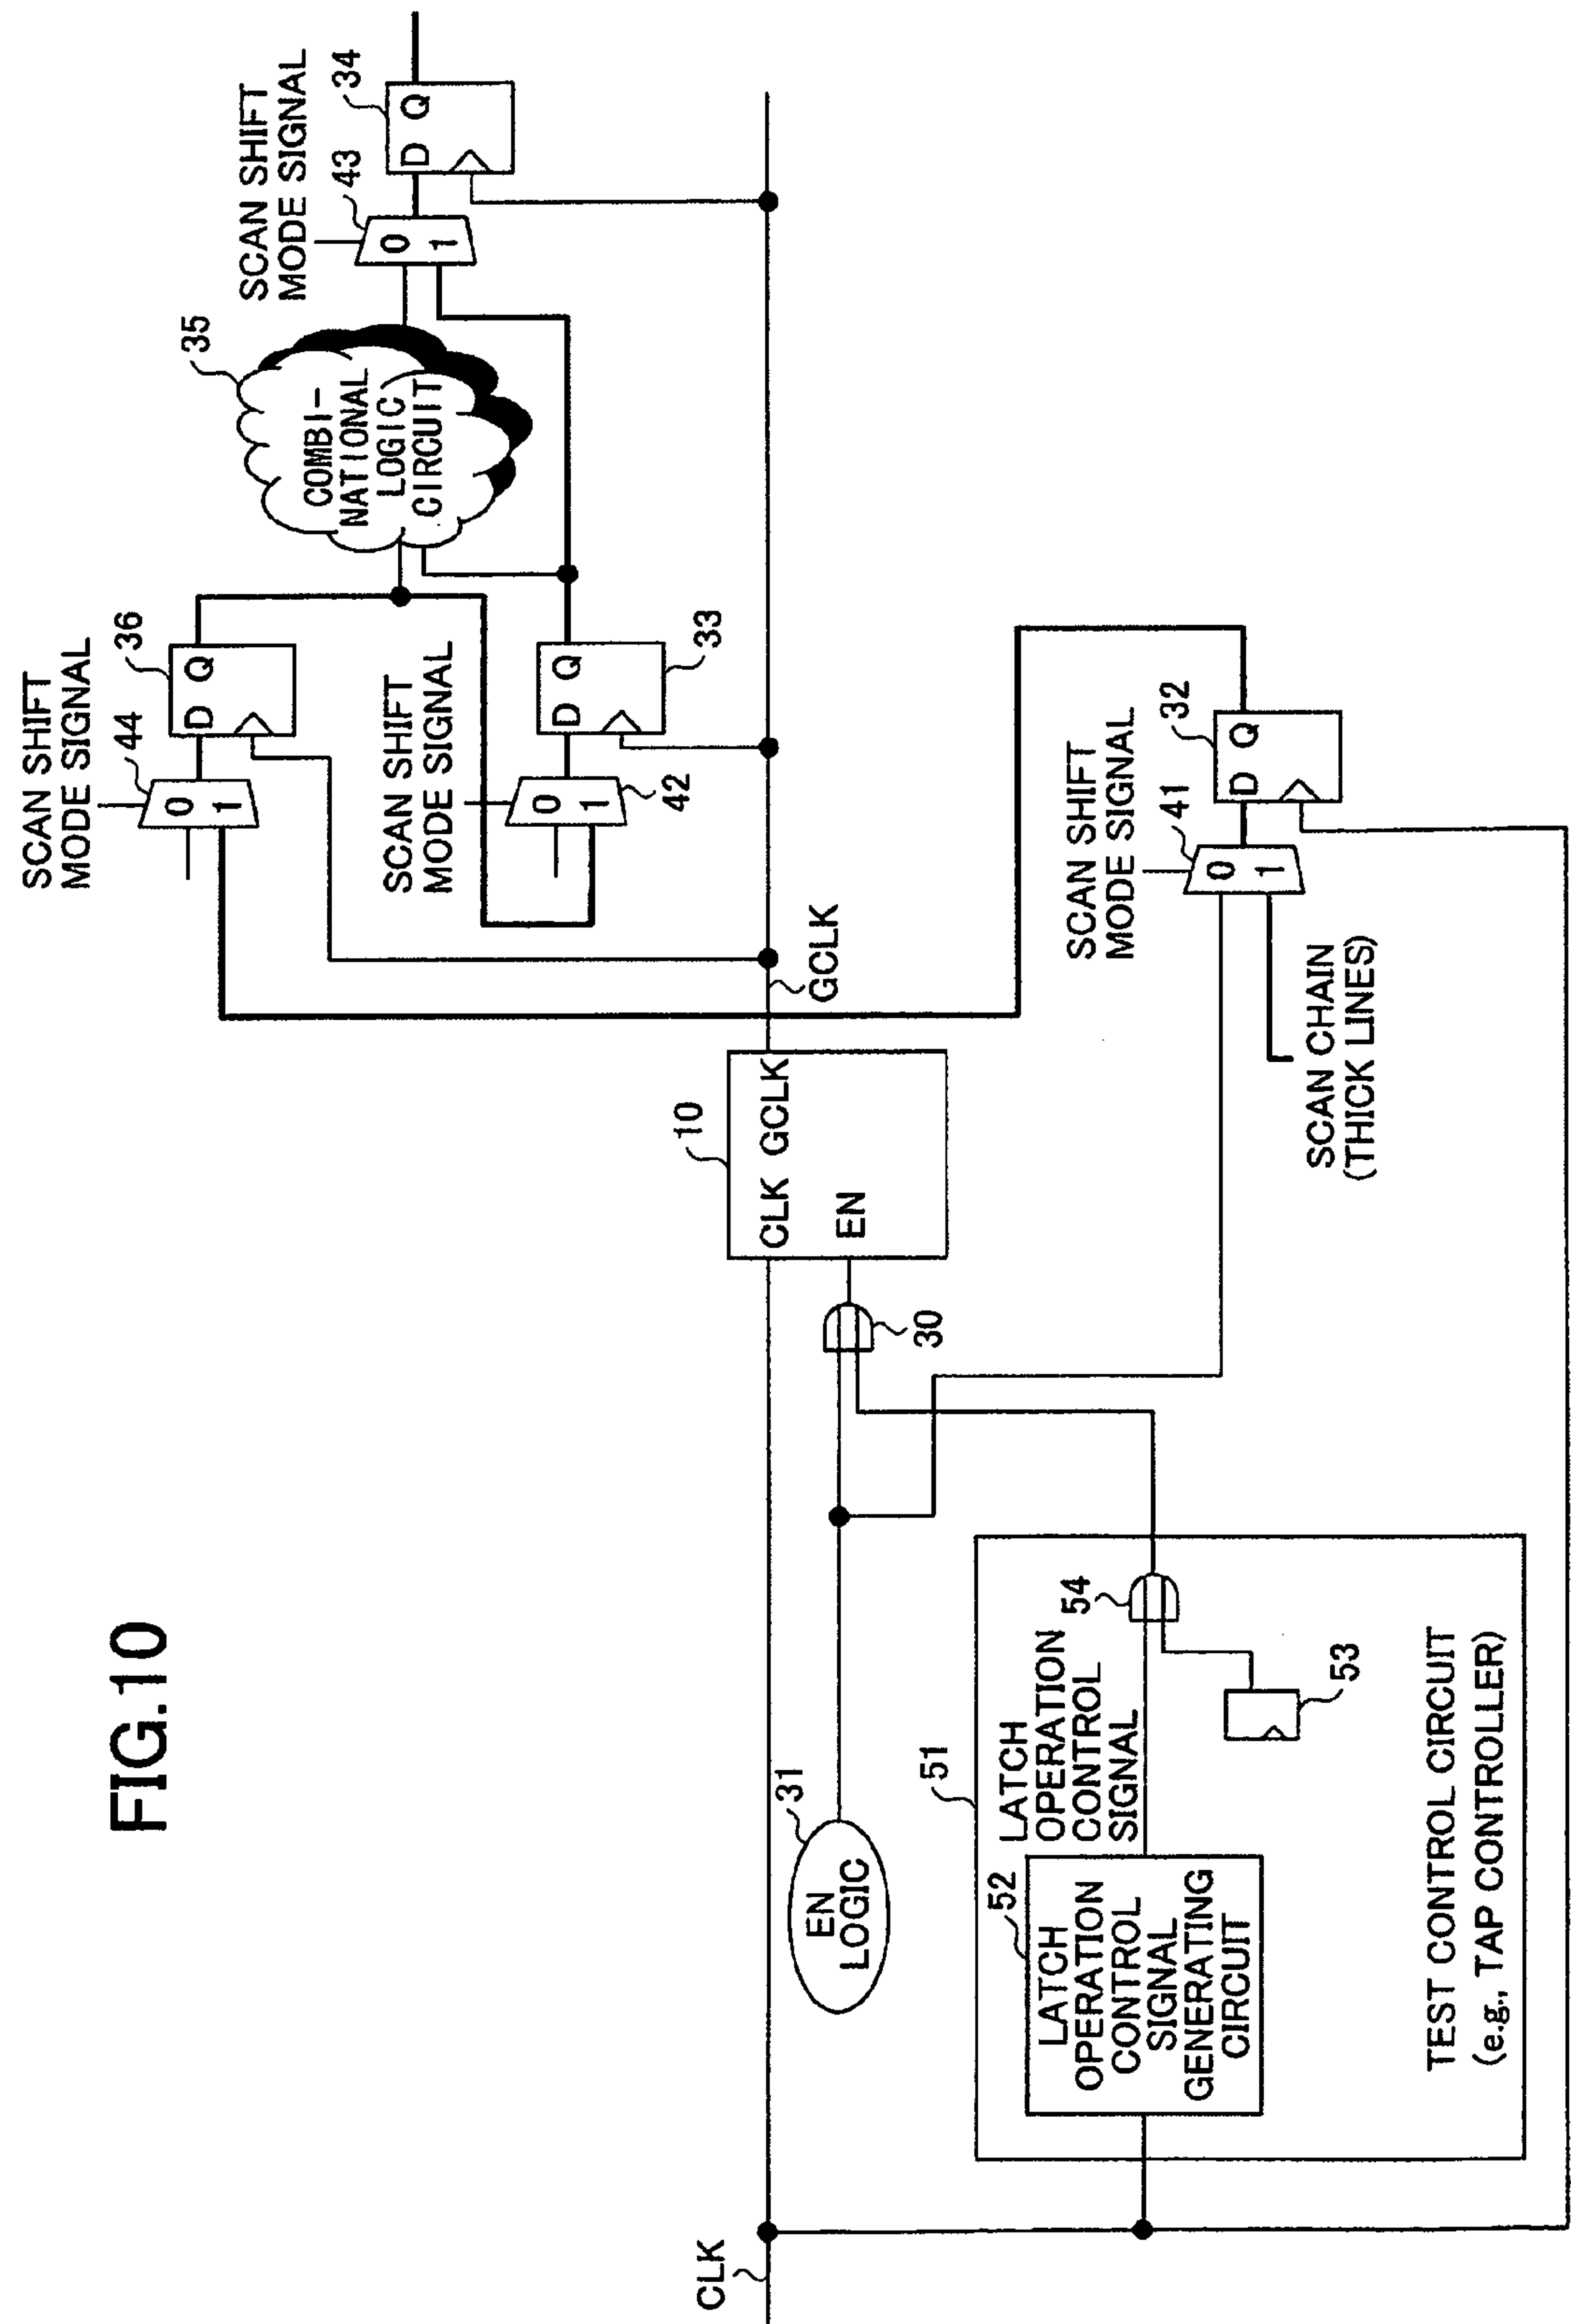 FIG.10
SCAN SHIFT
MODE SIGNAL
44
0
1
36
D Q
SCAN SHIFT
MODE SIGNAL
42
0
1
33
D Q
35
COMBI-
NATIONAL
LOGIC
CIRCUIT
SCAN SHIFT
MODE SIGNAL
43
0
1
34
D Q
CLK
10
CLK GCLK
EN
GCLK
31
EN
LOGIC
30
51
52
LATCH
OPERATION
CONTROL
SIGNAL
GENERATING
CIRCUIT
LATCH
OPERATION
CONTROL
SIGNAL
54
53
TEST CONTROL CIRCUIT
(e.g., TAP CONTROLLER)
SCAN SHIFT
MODE SIGNAL
41
0
1
32
D Q
SCAN CHAIN
(THICK LINES)